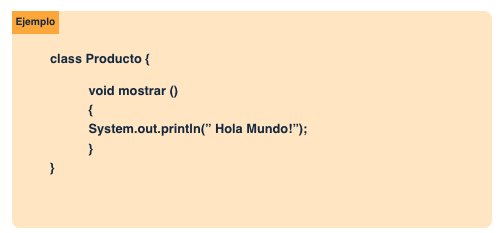 Ejemplo
class Producto {
void mostrar ()
{
System.out.println(” Hola Mundo!”);
}
}